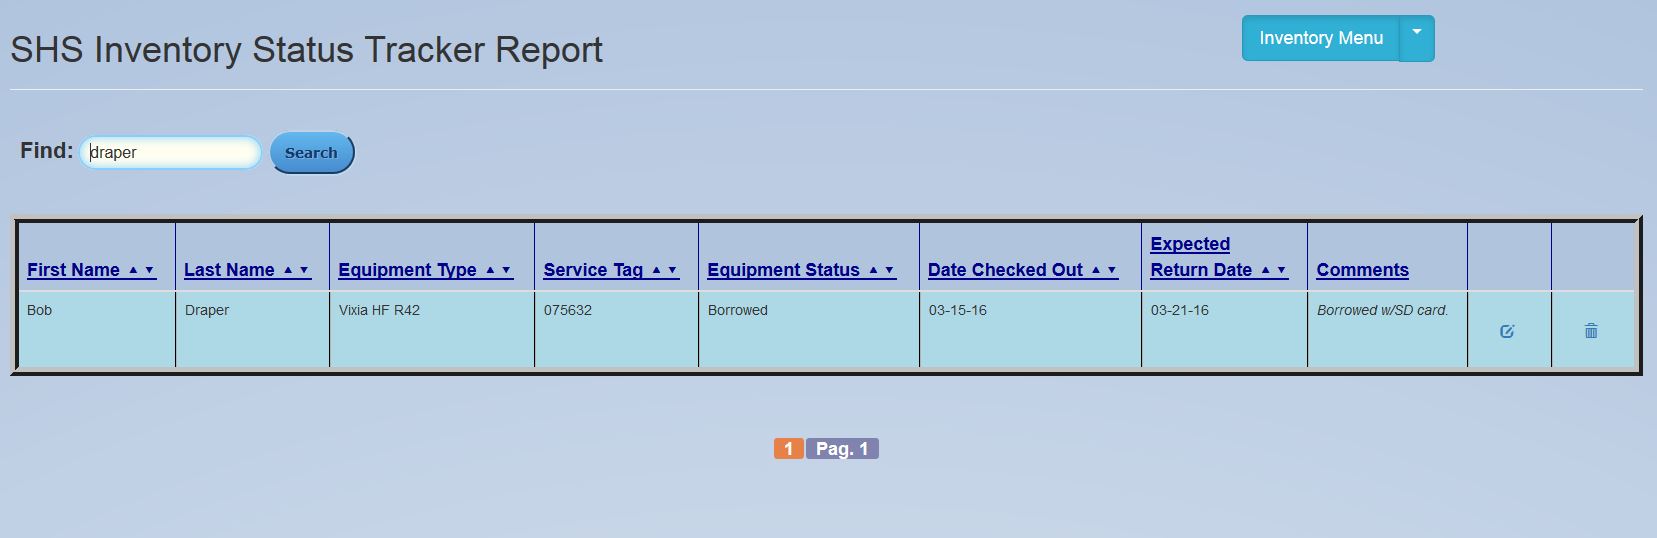 SHS Inventory Status Tracker Report
Inventory Menu
Find: draper Search
First Name ▲ ▼ Last Name ▲ ▼ Equipment Type ▲ ▼ Service Tag ▲ ▼ Equipment Status ▲ ▼ Date Checked Out ▲ ▼ Expected Return Date ▲ ▼ Comments
Bob Draper Vixia HF R42 075632 Borrowed 03-15-16 03-21-16 Borrowed w/SD card.
1 Pag. 1